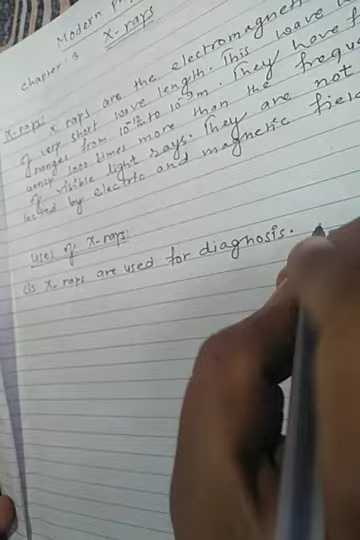 Modern
chapter: 3 X-rays
X-rays:
X rays are the electromagnetic
of very short wave length. This wave
ranges from 10⁻¹² to 10⁻⁹m. They have
uency 1000 times more than the frequ
of visible light rays. They are not
lected by electric and magnetic field
Uses of X-rays:
(1) X-rays are used for diagnosis.